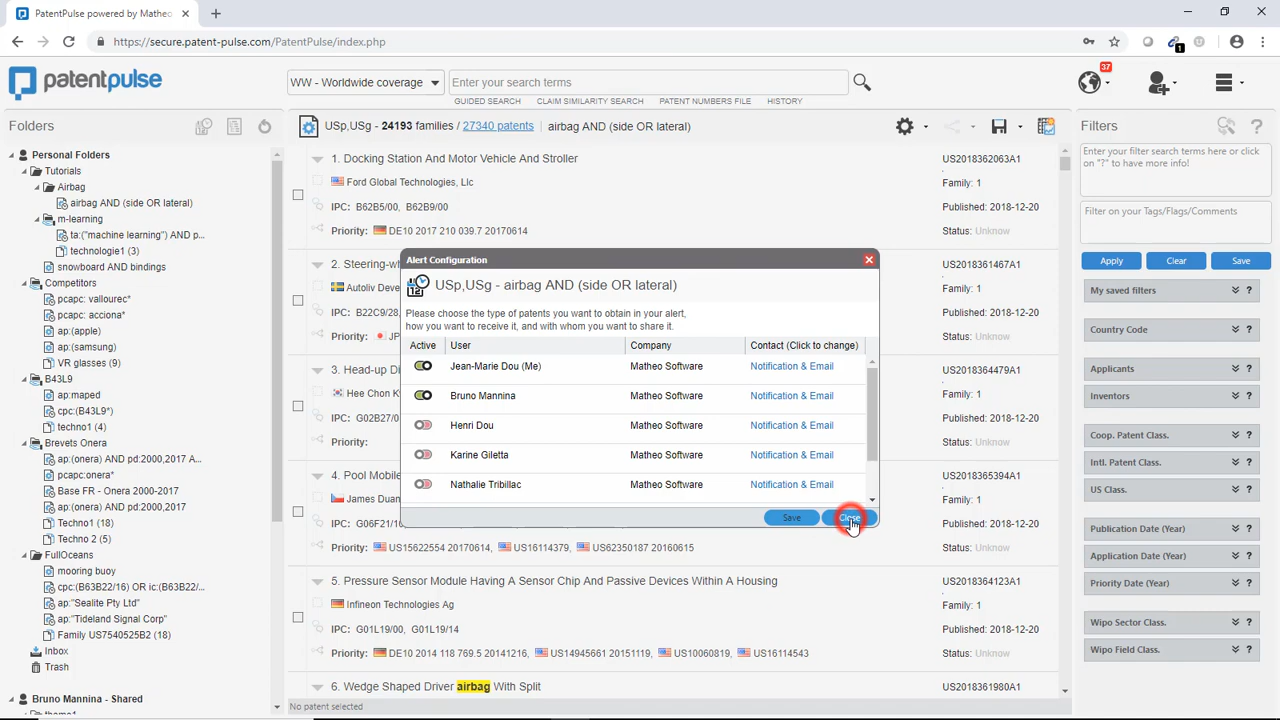 PatentPulse powered by Matheo
https://secure.patent-pulse.com/PatentPulse/index.php
1
patentpulse
WW - Worldwide coverage
Enter your search terms
GUIDED SEARCH
CLAIM SIMILARITY SEARCH
PATENT NUMBERS FILE
HISTORY
37
Folders
USp,USg - 24193 families / 27340 patents
airbag AND (side OR lateral)
Filters
Personal Folders
Tutorials
Airbag
airbag AND (side OR lateral)
m-learning
ta:("machine learning") AND p...
technologie1 (3)
snowboard AND bindings
Competitors
pcapc: vallourec*
pcapc: acciona*
ap:(apple)
ap:(samsung)
VR glasses (9)
B43L9
ap:maped
cpc:(B43L9*)
techno1 (4)
Brevets Onera
ap:(onera) AND pd:2000,2017 A...
pcapc:onera*
Base FR - Onera 2000-2017
Techno1 (18)
Techno 2 (5)
FullOceans
mooring buoy
cpc:(B63B22/16) OR ic:(B63B22/...
ap:"Sealite Pty Ltd"
ap:"Tideland Signal Corp"
Family US7540525B2 (18)
Inbox
Trash
Bruno Mannina - Shared
1. Docking Station And Motor Vehicle And Stroller
US2018362063A1
Ford Global Technologies, Llc
Family: 1
IPC: B62B5/00, B62B9/00
Published: 2018-12-20
Priority: DE10 2017 210 039.7 20170614
Status: Unknow
2. Steering-wh
US2018361467A1
Autoliv Deve
Family: 1
IPC: B22C9/28,
Published: 2018-12-20
Priority: JP
Status: Unknow
3. Head-up Di
US2018364479A1
Hee Chon K
Family: 1
IPC: G02B27/0
Published: 2018-12-20
Priority:
Status: Unknow
4. Pool Mobile
US2018365394A1
James Duan
Family: 1
IPC: G06F21/10
Published: 2018-12-20
Priority: US15622554 20170614, US16114379, US62350187 20160615
Status: Unknow
5. Pressure Sensor Module Having A Sensor Chip And Passive Devices Within A Housing
US2018364123A1
Infineon Technologies Ag
Family: 1
IPC: G01L19/00, G01L19/14
Published: 2018-12-20
Priority: DE10 2014 118 769.5 20141216, US14945661 20151119, US10060819, US16114543
Status: Unknow
6. Wedge Shaped Driver airbag With Split
US2018361980A1
No patent selected
Alert Configuration
12
USp,USg - airbag AND (side OR lateral)
Please choose the type of patents you want to obtain in your alert,
how you want to receive it, and with whom you want to share it.
Active User Company Contact (Click to change)
Jean-Marie Dou (Me) Matheo Software Notification & Email
Bruno Mannina Matheo Software Notification & Email
Henri Dou Matheo Software Notification & Email
Karine Giletta Matheo Software Notification & Email
Nathalie Tribillac Matheo Software Notification & Email
Save Close
Enter your filter search terms here or click
on "?" to have more info!
Filter on your Tags/Flags/Comments
Apply Clear Save
My saved filters ?
Country Code ?
Applicants ?
Inventors ?
Coop. Patent Class. ?
Intl. Patent Class. ?
US Class. ?
Publication Date (Year) ?
Application Date (Year) ?
Priority Date (Year) ?
Wipo Sector Class. ?
Wipo Field Class. ?